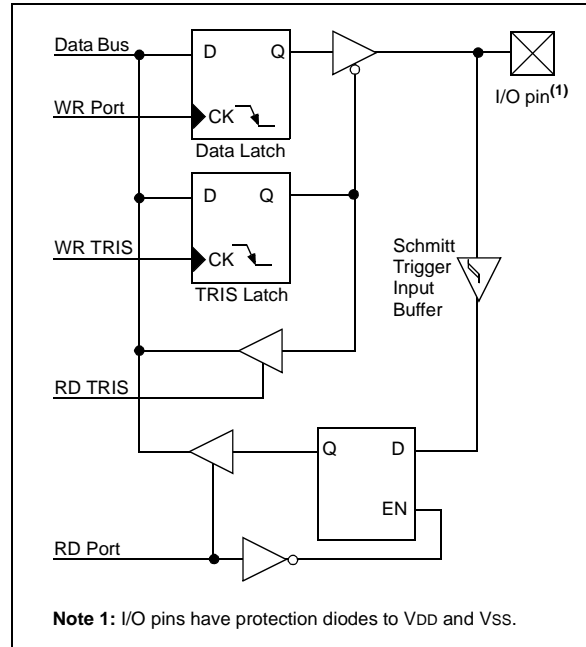 Data Bus
D
Q
I/O pin(1)
WR Port
CK
Data Latch
D
Q
WR TRIS
CK
TRIS Latch
Schmitt
Trigger
Input
Buffer
RD TRIS
Q
D
EN
RD Port
Note 1: I/O pins have protection diodes to VDD and VSS.